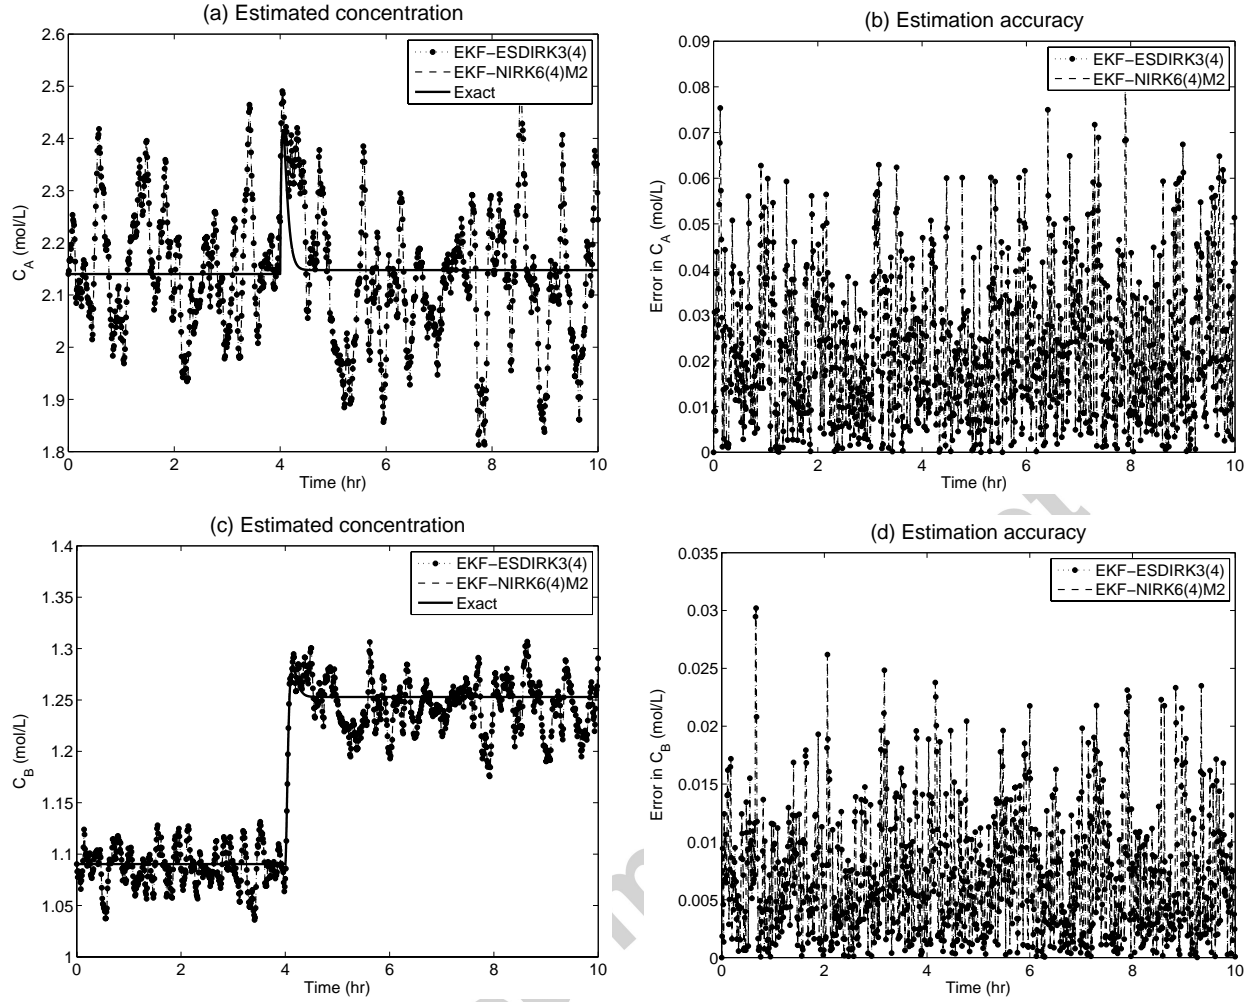 (a) Estimated concentration
2.6
2.5
2.4
2.3
2.2
2.1
2
1.9
1.8
0
2
4
6
8
10
C_A (mol/L)
Time (hr)
EKF−ESDIRK3(4)
EKF−NIRK6(4)M2
Exact
(b) Estimation accuracy
0.09
0.08
0.07
0.06
0.05
0.04
0.03
0.02
0.01
0
0
2
4
6
8
10
Error in C_A (mol/L)
Time (hr)
EKF−ESDIRK3(4)
EKF−NIRK6(4)M2
(c) Estimated concentration
1.4
1.35
1.3
1.25
1.2
1.15
1.1
1.05
1
0
2
4
6
8
10
C_B (mol/L)
Time (hr)
EKF−ESDIRK3(4)
EKF−NIRK6(4)M2
Exact
(d) Estimation accuracy
0.035
0.03
0.025
0.02
0.015
0.01
0.005
0
0
2
4
6
8
10
Error in C_B (mol/L)
Time (hr)
EKF−ESDIRK3(4)
EKF−NIRK6(4)M2